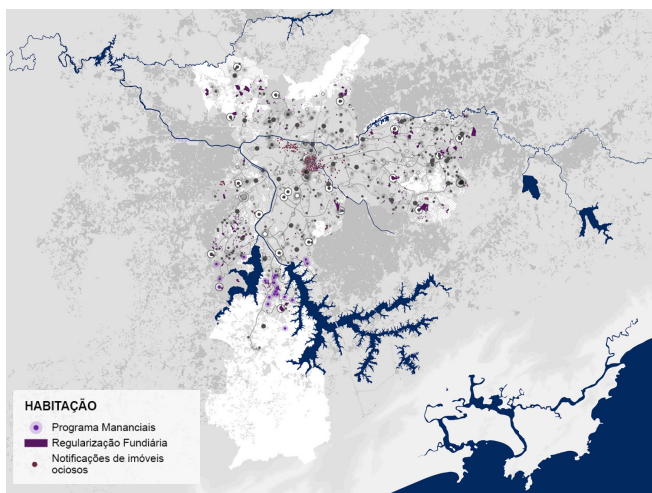 HABITAÇÃO
Programa Mananciais
Regularização Fundiária
Notificações de imóveis
ociosos